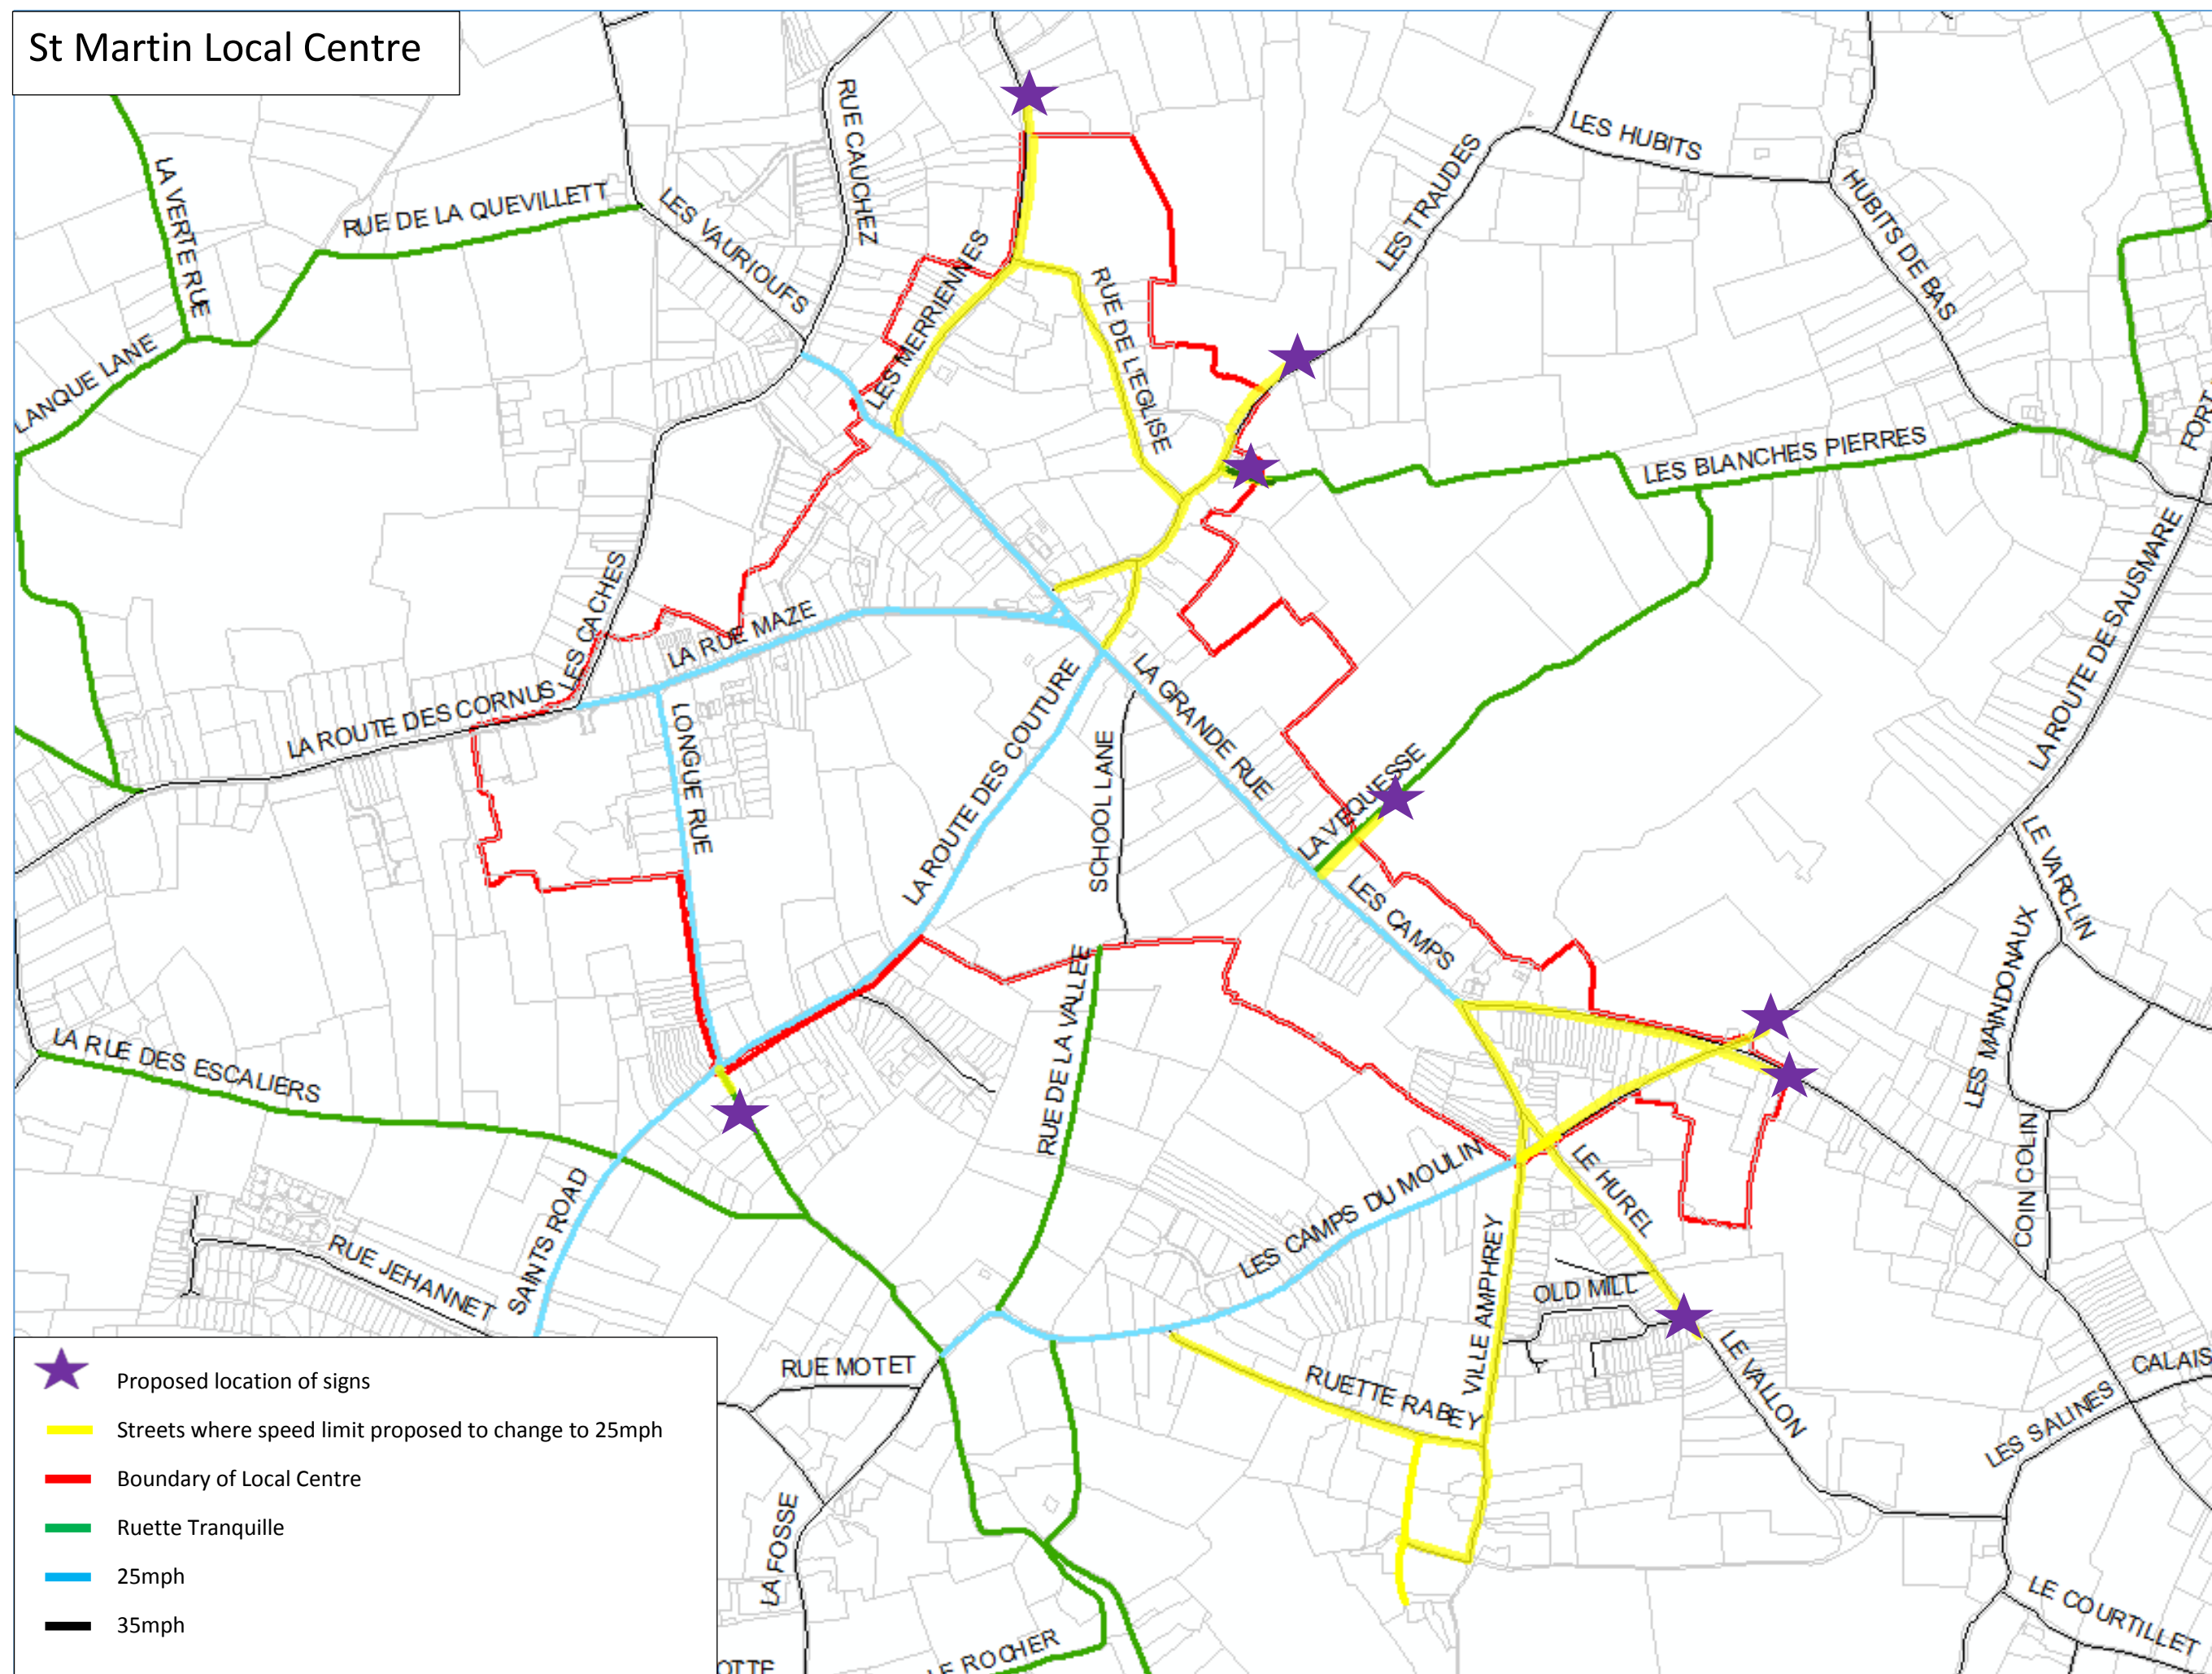 St Martin Local Centre
LA VERTE RUE
RUE DE LA QUEVILLETT
LES VAURIOUFS
RUE CAUCHEZ
LES MERRIENNES
RUE DE L'EGLISE
LES TRAUDES
LES HUBITS
HUBITS DE BAS
LANQUE LANE
LES BLANCHES PIERRES
FORT
LA ROUTE DE SAUSMARE
LES CACHES
LA RUE MAZE
LA ROUTE DES CORNUS
LONGUE RUE
LA ROUTE DES COUTURE
SCHOOL LANE
LA GRANDE RUE
LA VEQUESSE
LES CAMPS
LE VARCLIN
LES MAINDONAUX
COIN COLIN
RUE DE LA VALLEE
LA RUE DES ESCALIERS
SAINTS ROAD
RUE JEHANNET
LES CAMPS DU MOULIN
LE HUREL
VILLE AMPHREY
OLD MILL
LE VALLON
RUETTE RABEY
CALAIS
LES SALINES
LE COURTILLET
RUE MOTET
LA FOSSE
OTTE
LE ROCHER
Proposed location of signs
Streets where speed limit proposed to change to 25mph
Boundary of Local Centre
Ruette Tranquille
25mph
35mph